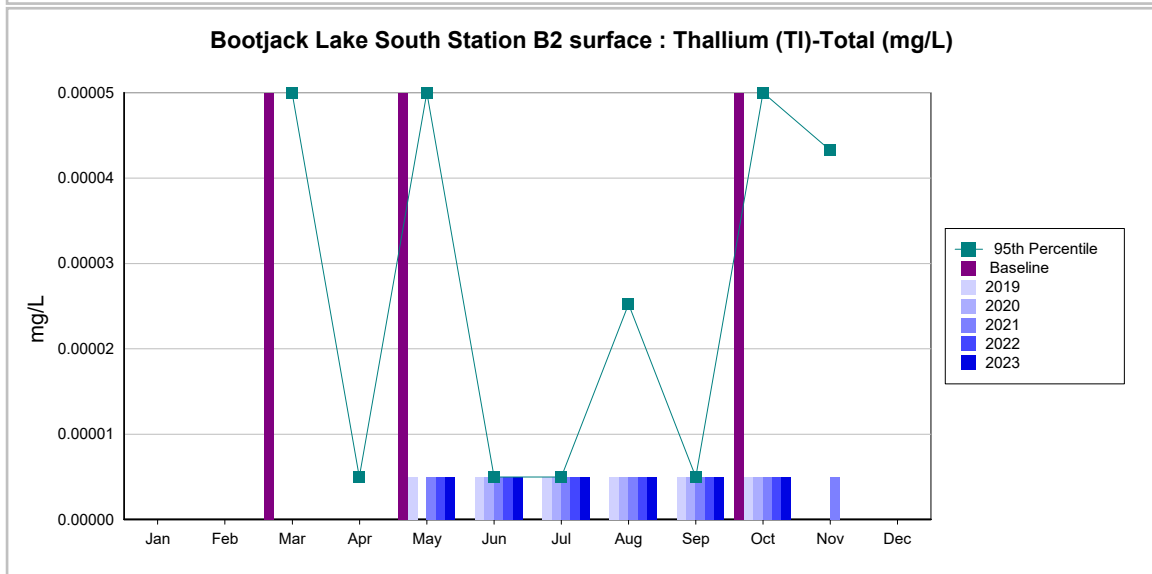 Bootjack Lake South Station B2 surface : Thallium (Tl)-Total (mg/L)
mg/L
0.00005
0.00004
0.00003
0.00002
0.00001
0.00000
Jan Feb Mar Apr May Jun Jul Aug Sep Oct Nov Dec
95th Percentile
Baseline
2019
2020
2021
2022
2023